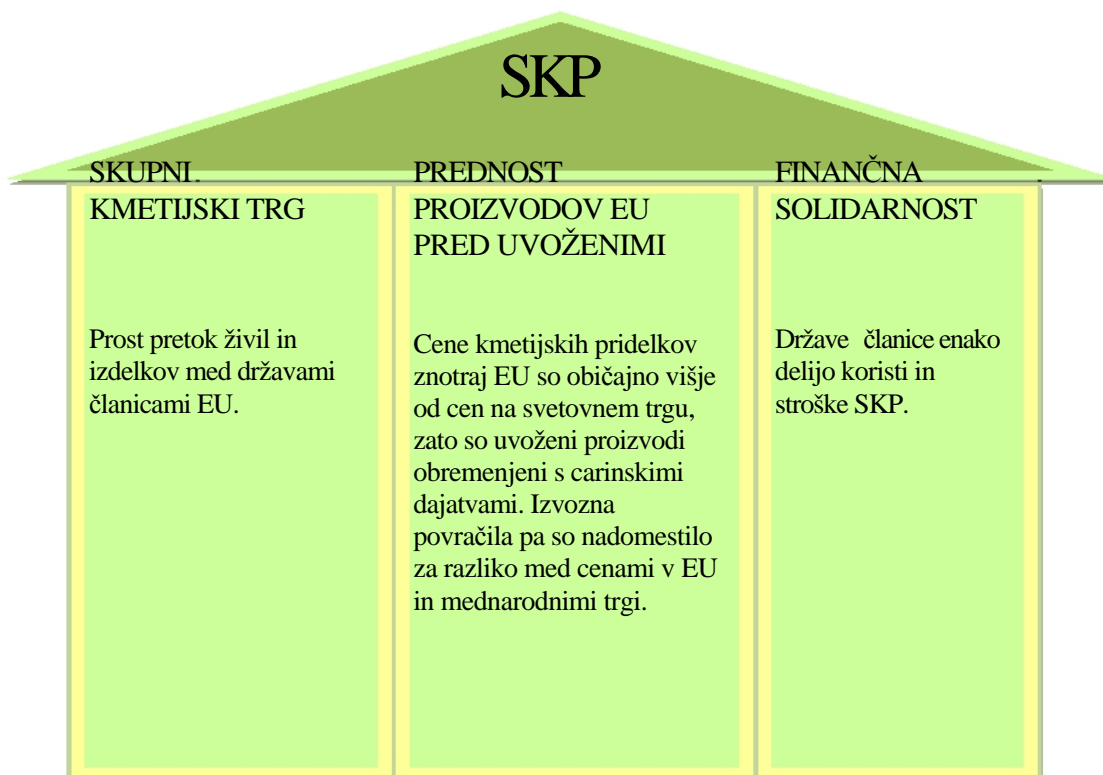 SKP
SKUPNI
KMETIJSKI TRG
Prost pretok živil in
izdelkov med državami
članicami EU.
PREDNOST
PROIZVODOV EU
PRED UVOŽENIMI
Cene kmetijskih pridelkov
znotraj EU so običajno višje
od cen na svetovnem trgu,
zato so uvoženi proizvodi
obremenjeni s carinskimi
dajatvami. Izvozna
povračila pa so nadomestilo
za razliko med cenami v EU
in mednarodnimi trgi.
FINANČNA
SOLIDARNOST
Države članice enako
delijo koristi in
stroške SKP.